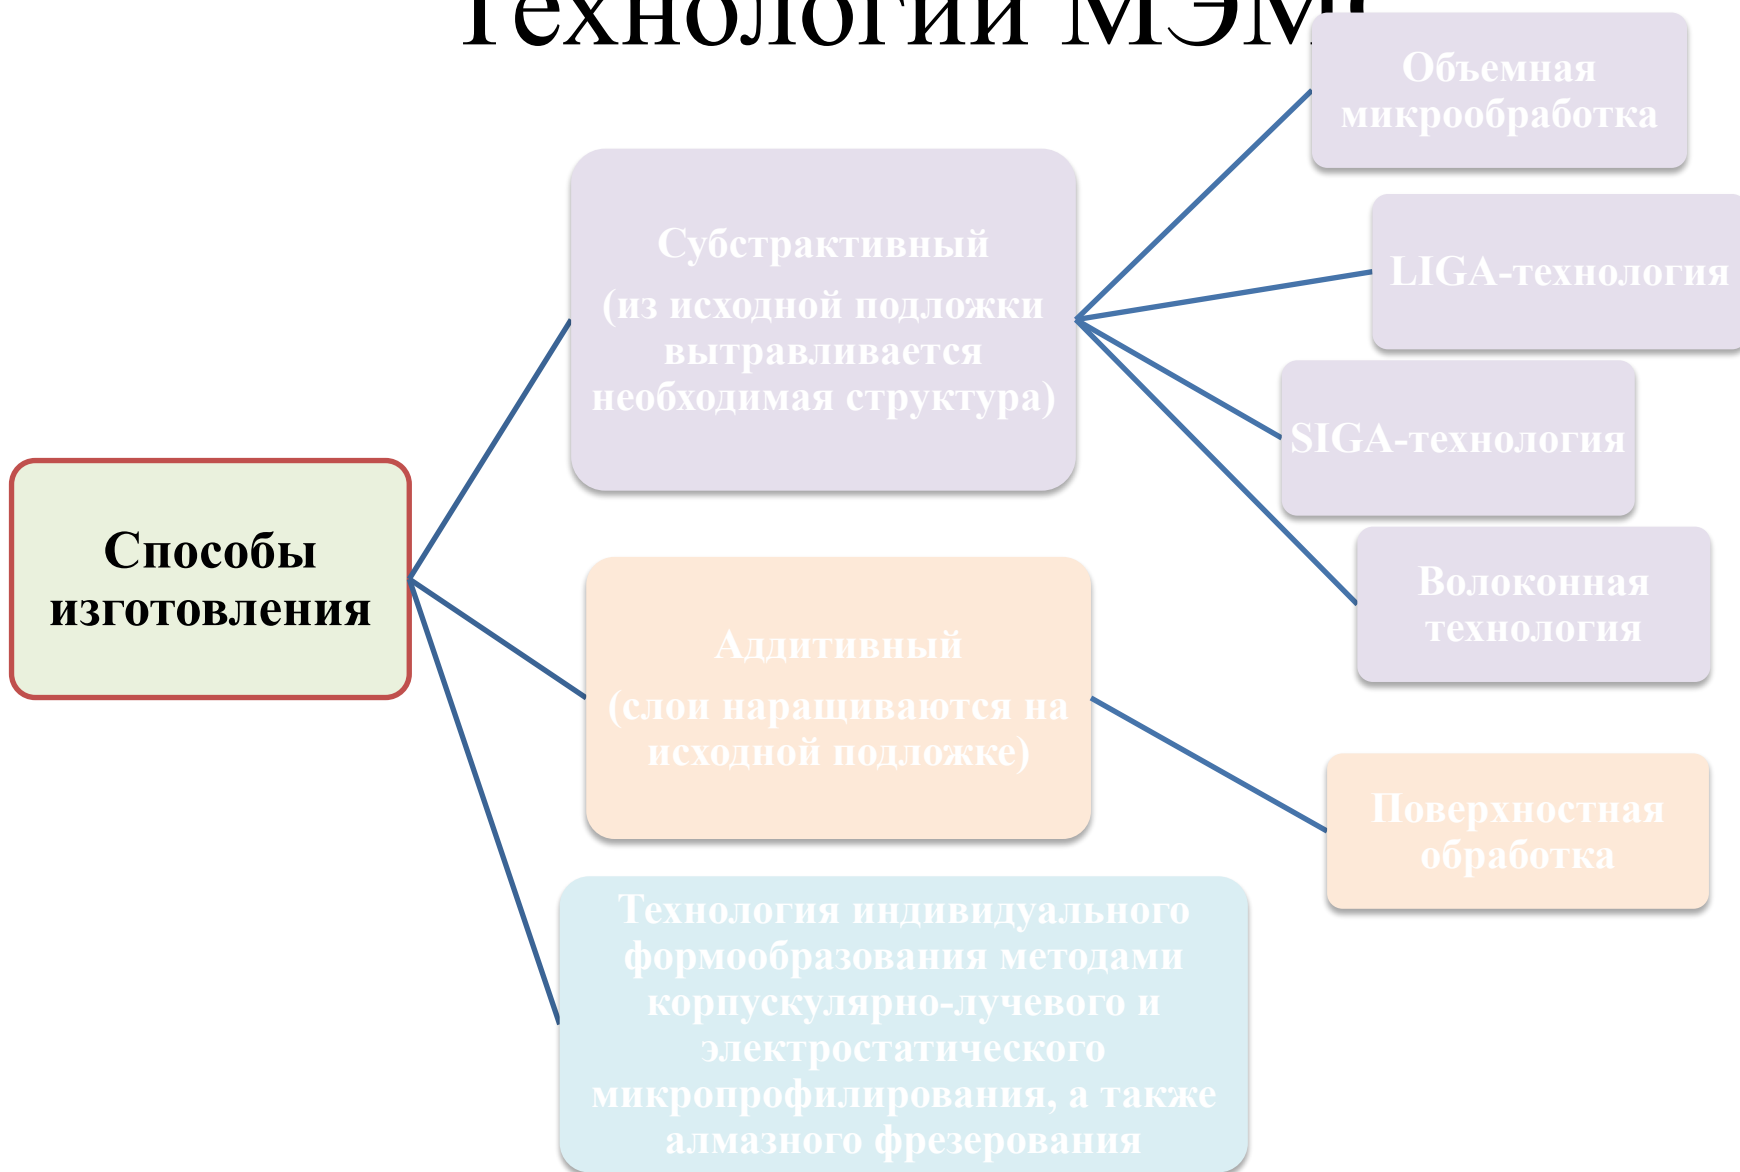 Технологии МЭМС
Способы
изготовления
Субстрактивный
(из исходной подложки
вытравливается
необходимая структура)
Объемная
микрообработка
LIGA-технология
SIGA-технология
Волоконная
технология
Аддитивный
(слои наращиваются на
исходной подложке)
Поверхностная
обработка
Технология индивидуального
формообразования методами
корпускулярно-лучевого и
электростатического
микропрофилирования, а также
алмазного фрезерования